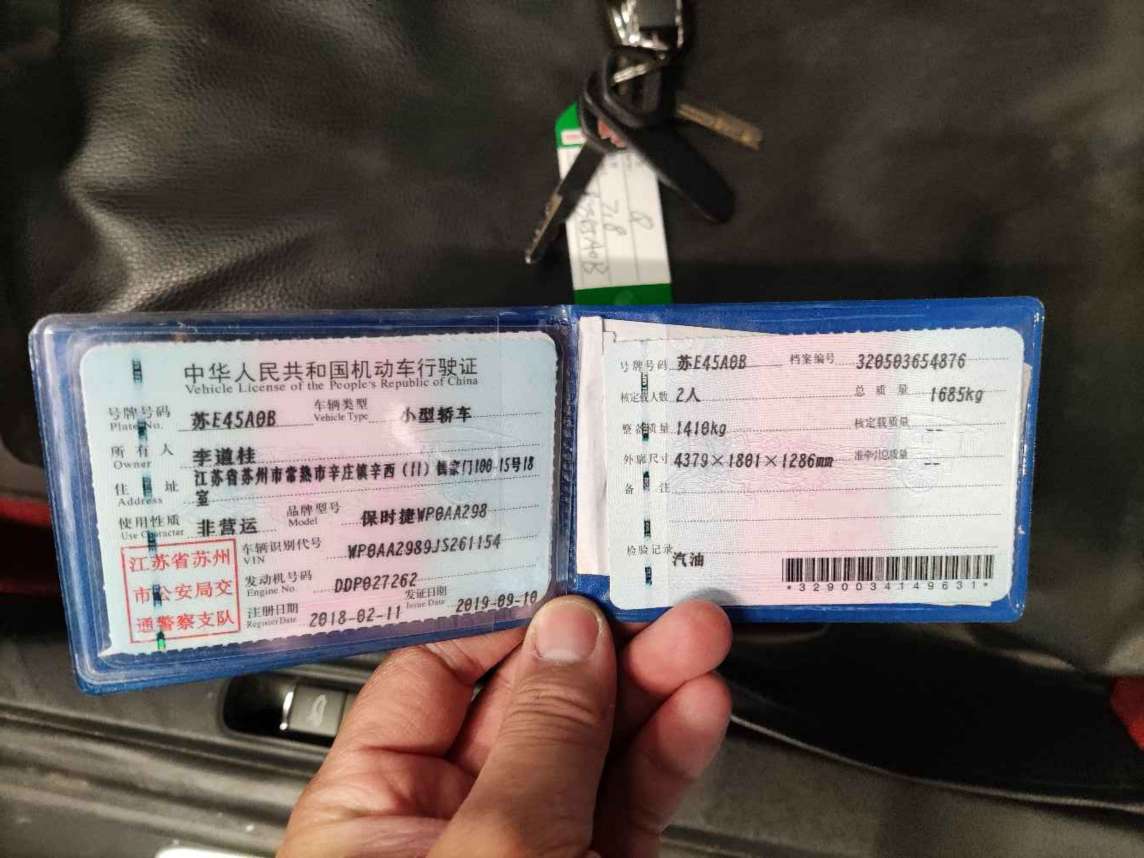 中华人民共和国机动车行驶证
Vehicle License of the People's Republic of China
号牌号码 苏E45A0B 车辆类型 小型轿车
Plate No. Vehicle Type
所有人 李道桂
Owner
住址 江苏省苏州市常熟市辛庄镇辛西(11)鶴豪门100-15号18
Address 室
使用性质 非营运 品牌型号 保时捷WP0AA298
Use Character Model
江苏省苏州
市公安局交
通警察支队
车辆识别代号 WP0AA2989JS261154
VIN
发动机号码 DDP027262
Engine No.
注册日期 2018-02-11 发证日期 2019-09-10
Register Date Issue Date
号牌号码 苏E45A0B 档案编号 320503654876
核定载人数 2人 总质量 1685kg
整备质量 1410kg 核定载质量 --
外廓尺寸 4379×1801×1286mm 准牵引总质量 --
备注
检验记录 汽油
*3290034149631*
718